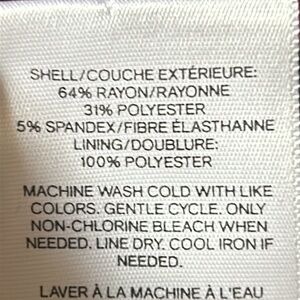 SHELL/COUCHE EXTÉRIEURE:
64% RAYON/RAYONNE
31% POLYESTER
5% SPANDEX/FIBRE ÉLASTHANNE
LINING/DOUBLURE:
100% POLYESTER
MACHINE WASH COLD WITH LIKE
COLORS. GENTLE CYCLE. ONLY
NON-CHLORINE BLEACH WHEN
NEEDED. LINE DRY. COOL IRON IF
NEEDED.
LAVER À LA MACHINE À L'EAU